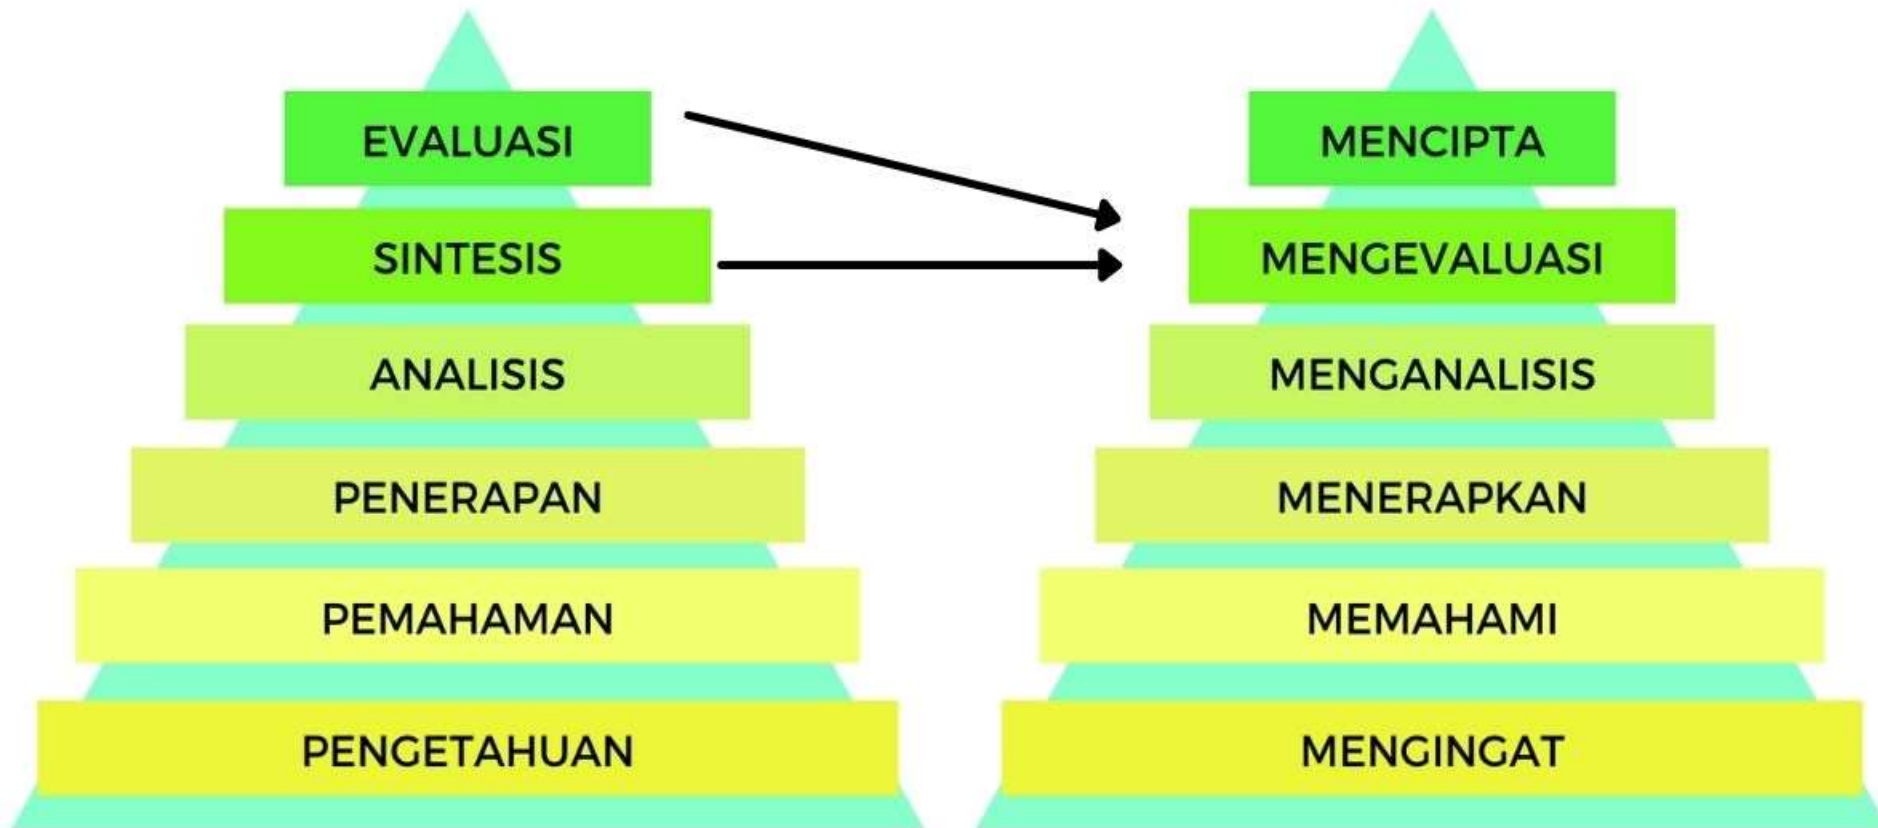 EVALUASI
SINTESIS
ANALISIS
PENERAPAN
PEMAHAMAN
PENGETAHUAN
MENCIPTA
MENGEVALUASI
MENGANALISIS
MENERAPKAN
MEMAHAMI
MENGINGAT